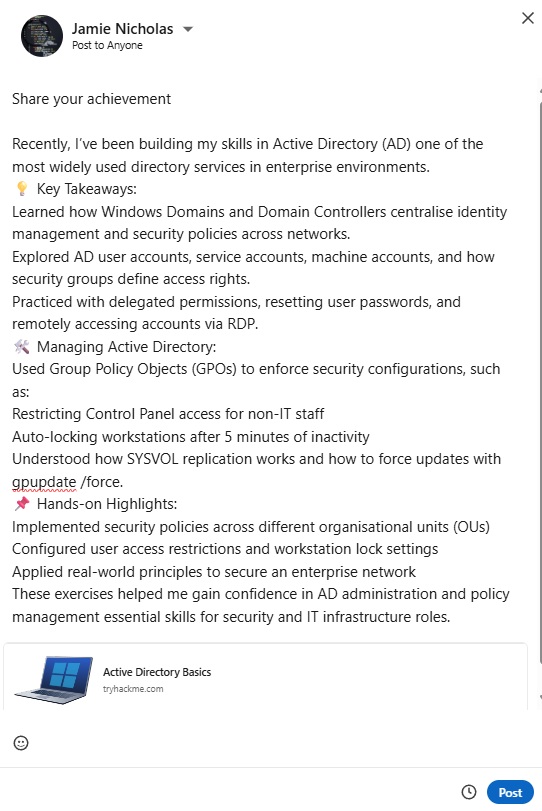 Jamie Nicholas
Post to Anyone
Share your achievement
Recently, I've been building my skills in Active Directory (AD) one of the
most widely used directory services in enterprise environments.
💡 Key Takeaways:
Learned how Windows Domains and Domain Controllers centralise identity
management and security policies across networks.
Explored AD user accounts, service accounts, machine accounts, and how
security groups define access rights.
Practiced with delegated permissions, resetting user passwords, and
remotely accessing accounts via RDP.
🛠️ Managing Active Directory:
Used Group Policy Objects (GPOs) to enforce security configurations, such
as:
Restricting Control Panel access for non-IT staff
Auto-locking workstations after 5 minutes of inactivity
Understood how SYSVOL replication works and how to force updates with
gpupdate /force.
📌 Hands-on Highlights:
Implemented security policies across different organisational units (OUs)
Configured user access restrictions and workstation lock settings
Applied real-world principles to secure an enterprise network
These exercises helped me gain confidence in AD administration and policy
management essential skills for security and IT infrastructure roles.
Active Directory Basics
tryhackme.com
Post